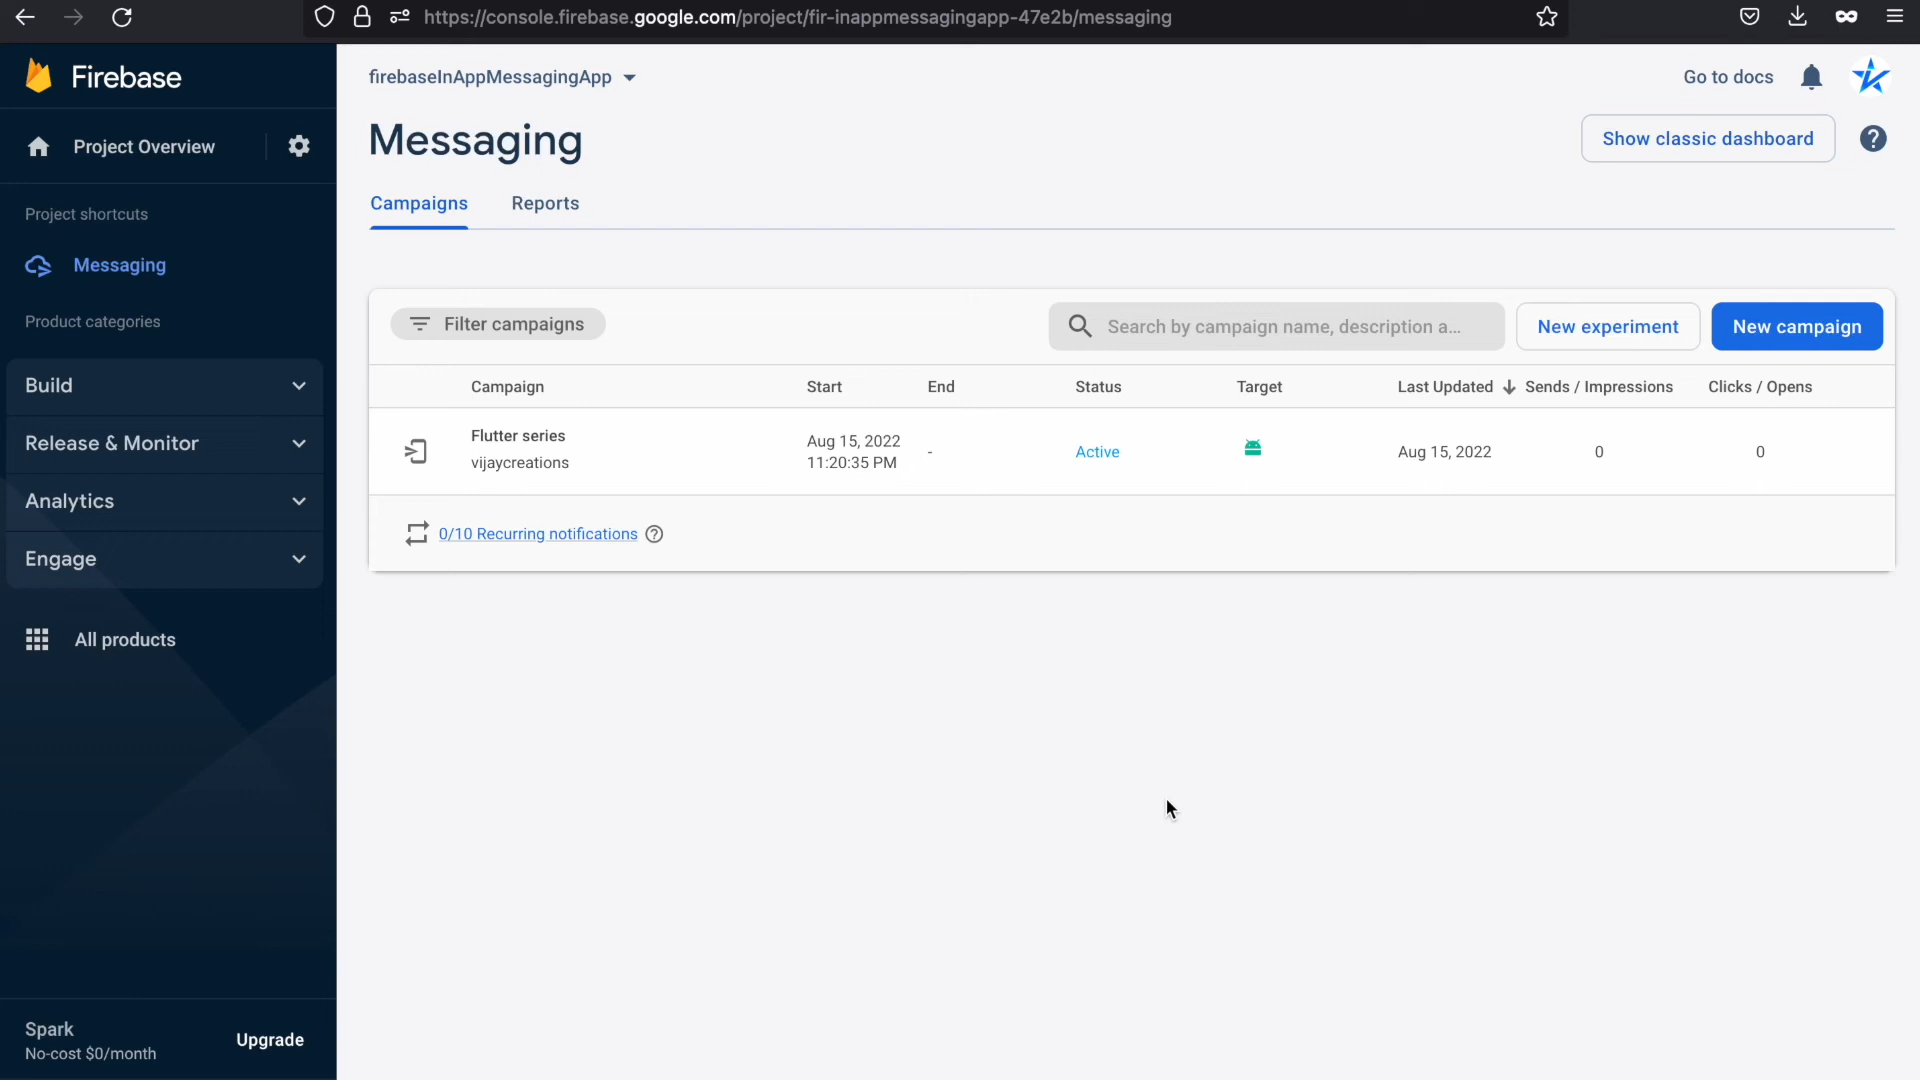 https://console.firebase.google.com/project/fir-inappmessagingapp-47e2b/messaging
Firebase
firebaseInAppMessagingApp
Go to docs
Project Overview
Messaging
Show classic dashboard
?
Campaigns
Reports
Project shortcuts
Messaging
Product categories
Filter campaigns
Search by campaign name, description a...
New experiment
New campaign
Build
Campaign
Start
End
Status
Target
Last Updated
Sends / Impressions
Clicks / Opens
Release & Monitor
Flutter series
vijaycreations
Aug 15, 2022
11:20:35 PM
-
Active
Aug 15, 2022
0
0
Analytics
0/10 Recurring notifications
?
Engage
All products
Spark
No-cost $0/month
Upgrade